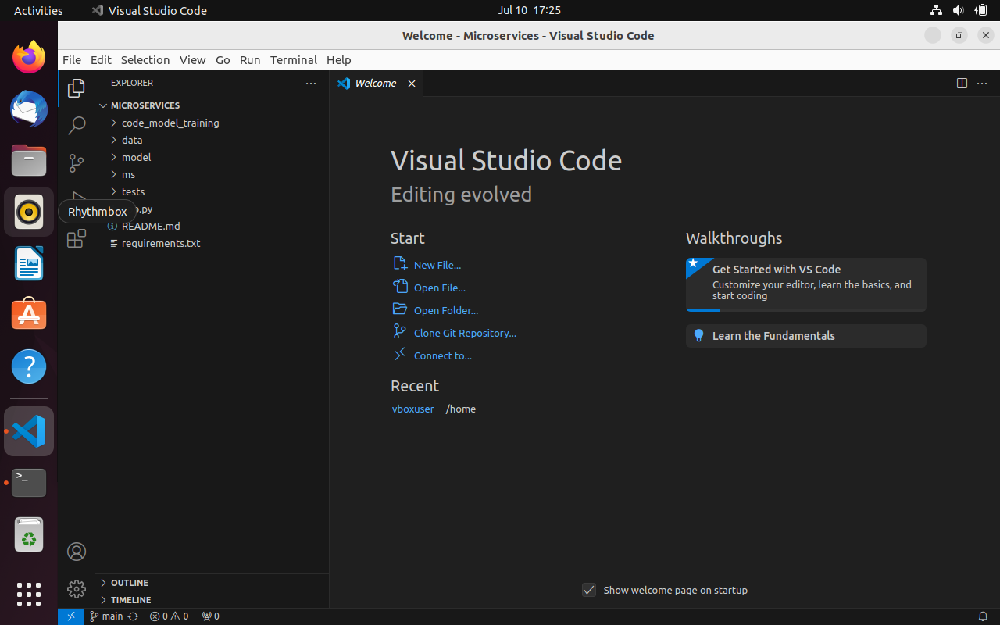 Activities
Visual Studio Code
Jul 10 17:25
Welcome - Microservices - Visual Studio Code
File Edit Selection View Go Run Terminal Help
EXPLORER
Welcome
MICROSERVICES
code_model_training
data
model
ms
tests
Rhythmbox
p.py
README.md
requirements.txt
OUTLINE
TIMELINE
Visual Studio Code
Editing evolved
Start
New File...
Open File...
Open Folder...
Clone Git Repository...
Connect to...
Recent
vboxuser /home
Walkthroughs
Get Started with VS Code
Customize your editor, learn the basics, and
start coding
Learn the Fundamentals
Show welcome page on startup
main 0 0 0